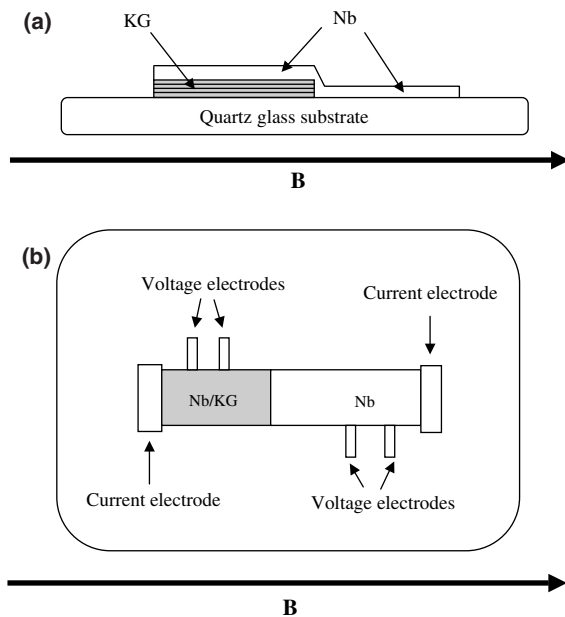 (a)
KG
Nb
Quartz glass substrate
B
(b)
Voltage electrodes
Current electrode
Nb/KG
Nb
Current electrode
Voltage electrodes
B